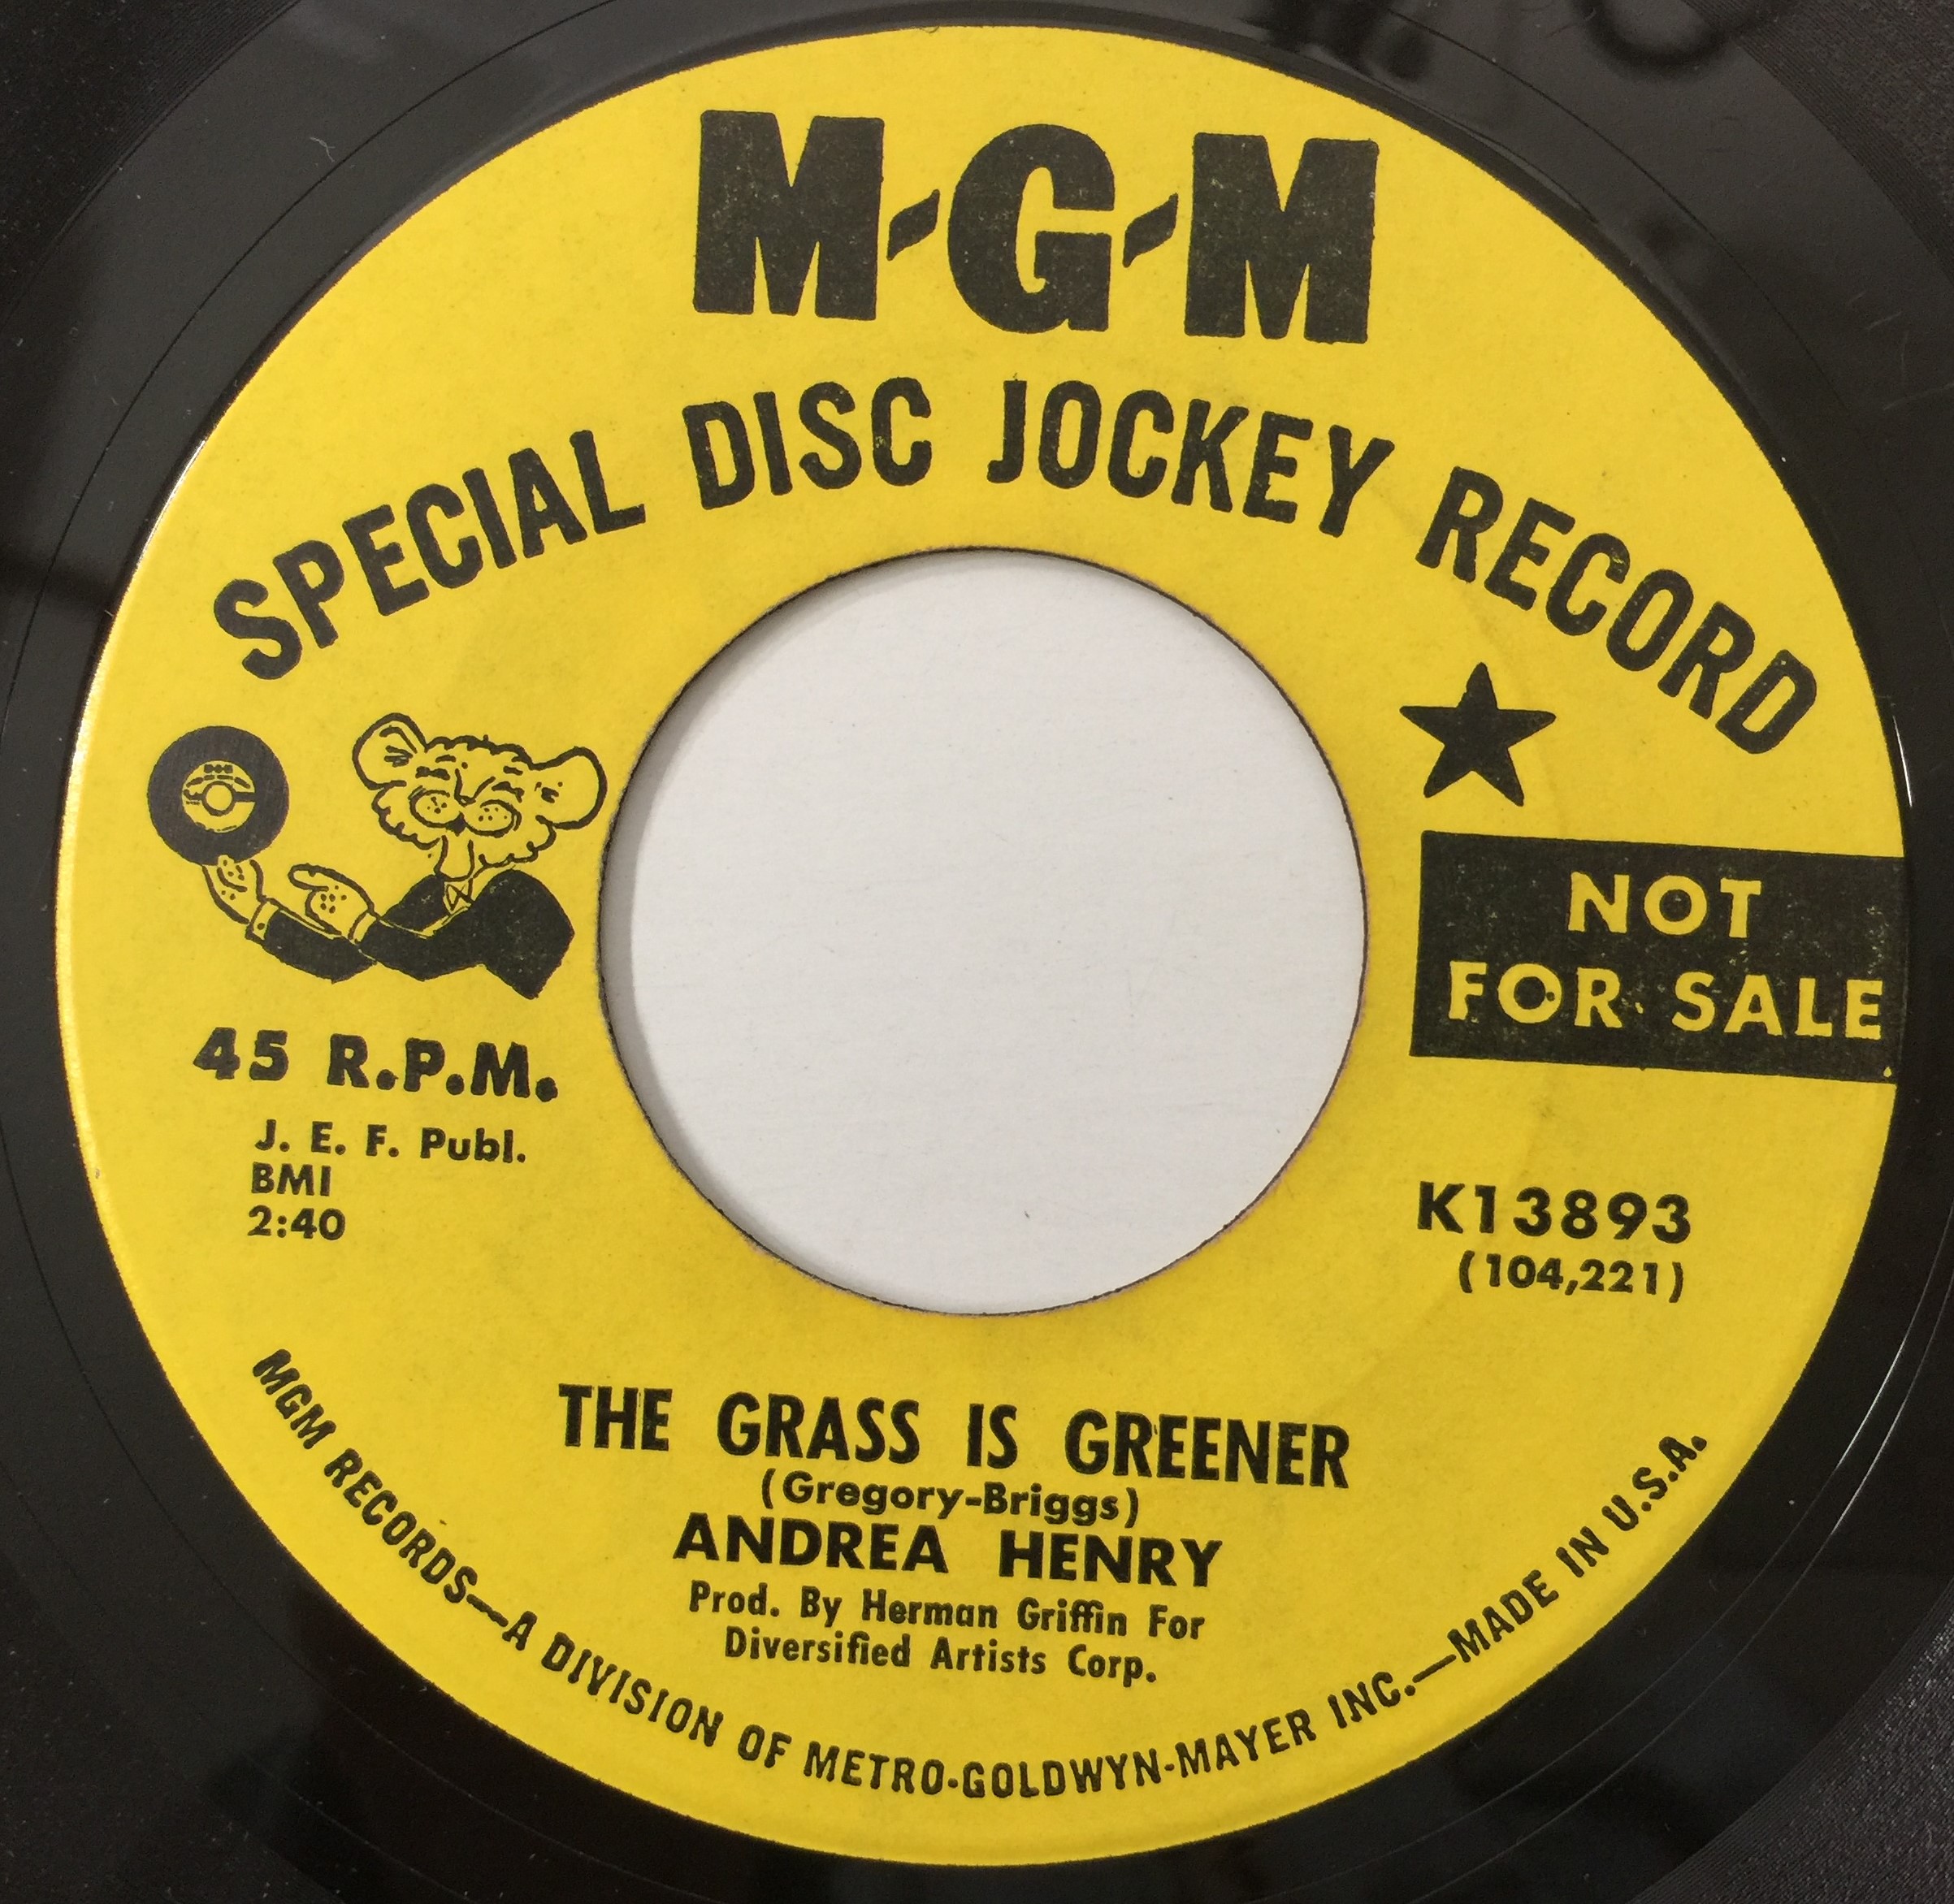 M-G-M
SPECIAL DISC JOCKEY RECORD
NOT
FOR SALE
45 R.P.M.
J. E. F. Publ.
BMI
2:40
K13893
(104,221)
THE GRASS IS GREENER
(Gregory-Briggs)
ANDREA HENRY
Prod. By Herman Griffin For
Diversified Artists Corp.
MGM RECORDS—A DIVISION OF METRO-GOLDWYN-MAYER INC.—MADE IN U.S.A.